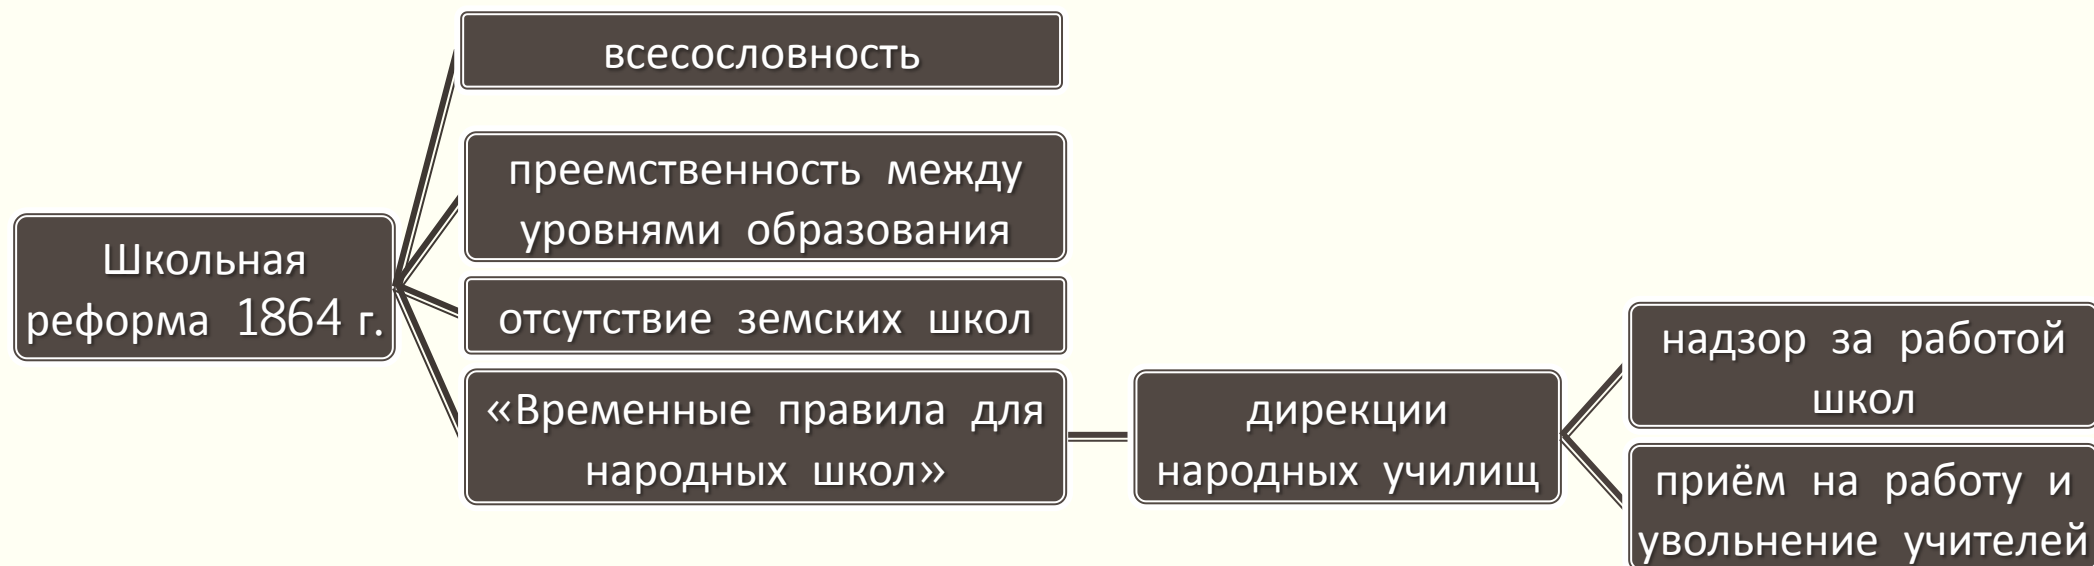 Школьная
реформа 1864 г.
всесословность
преемственность между
уровнями образования
отсутствие земских школ
«Временные правила для
народных школ»
дирекции
народных училищ
надзор за работой
школ
приём на работу и
увольнение учителей